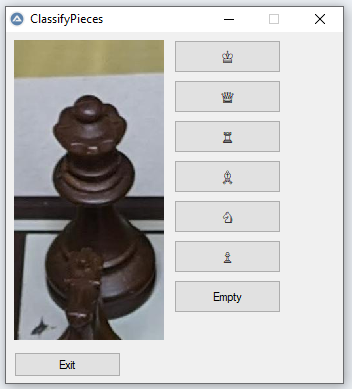 ClassifyPieces
♔
♕
♖
♗
♘
♙
Empty
Exit